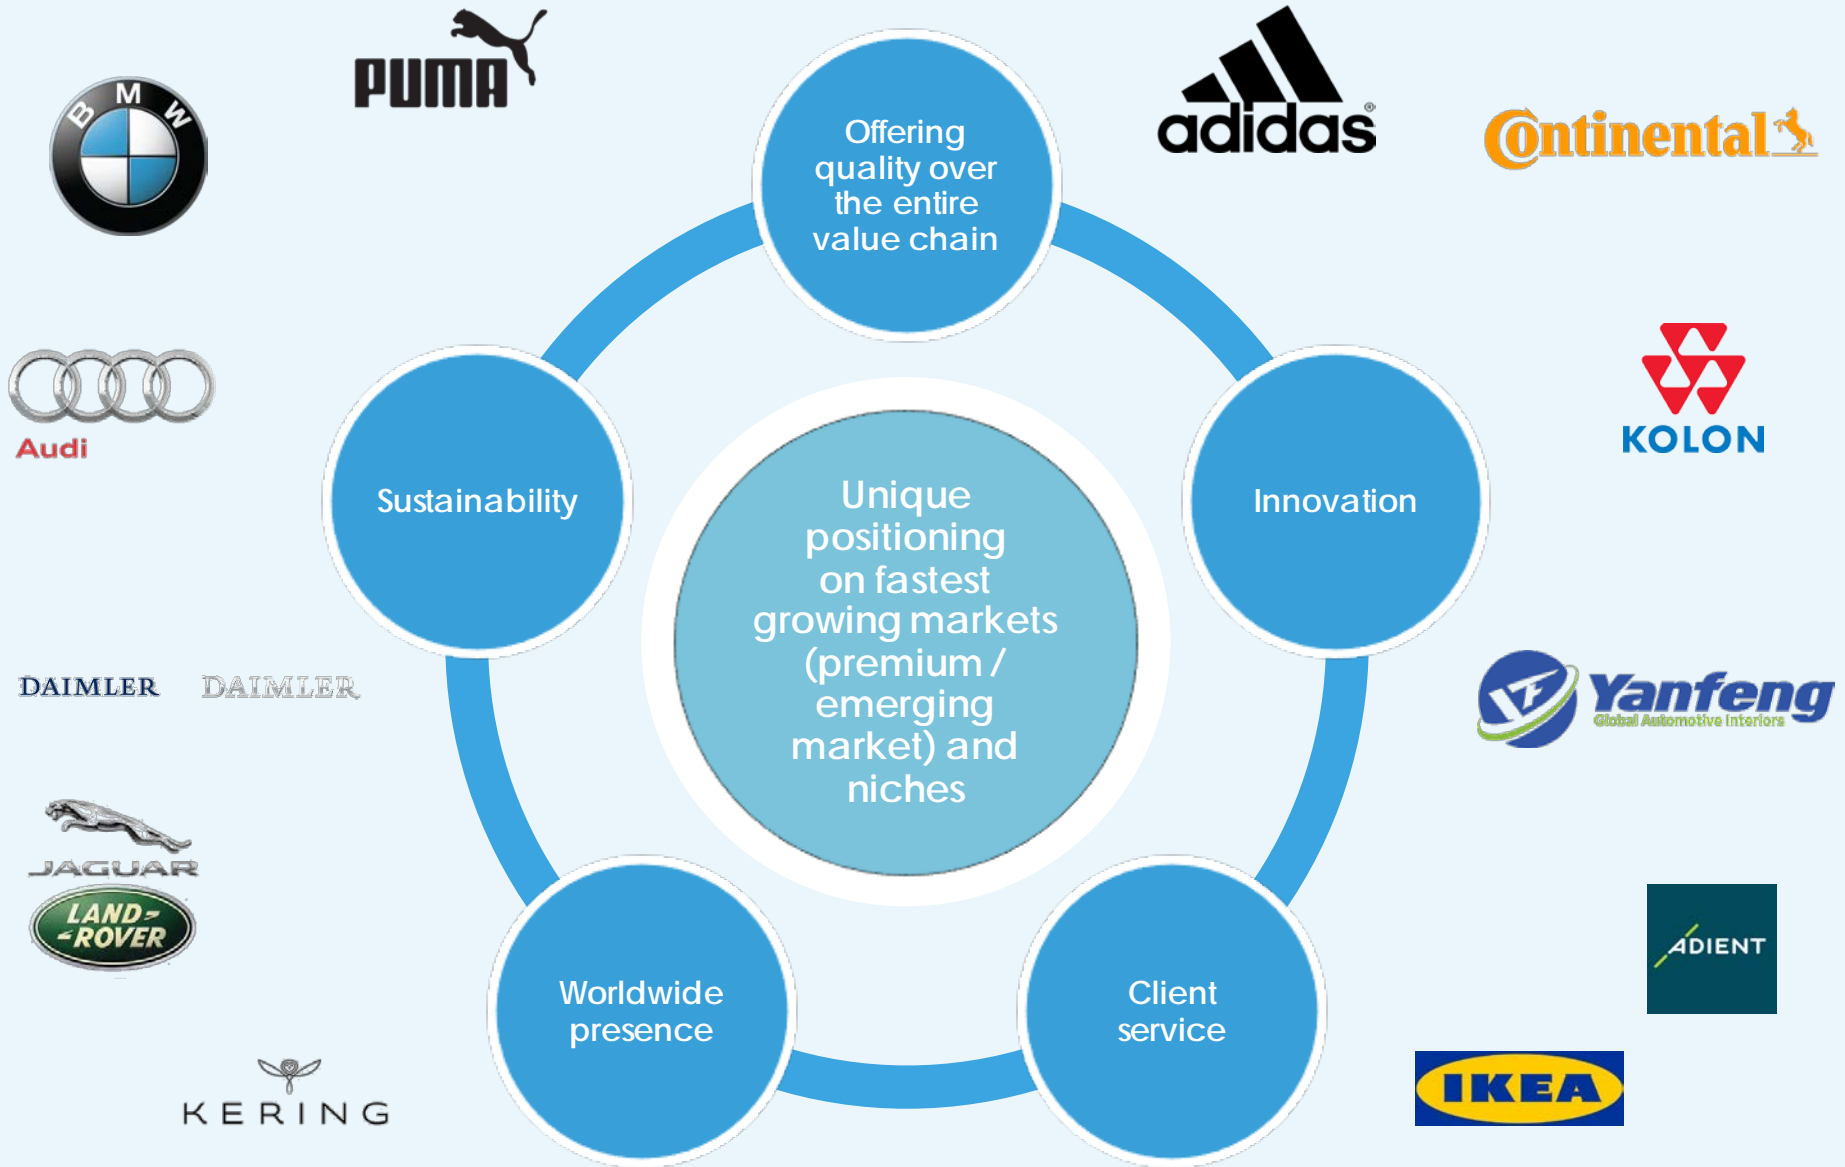 PUMA
BMW
adidas®
Continental
Offering
quality over
the entire
value chain
Audi
KOLON
Sustainability
Innovation
Unique
positioning
on fastest
growing markets
(premium /
emerging
market) and
niches
DAIMLER
DAIMLER
YF
Yanfeng
Global Automotive Interiors
JAGUAR
LAND-
-ROVER
ADIENT
Worldwide
presence
Client
service
KERING
IKEA